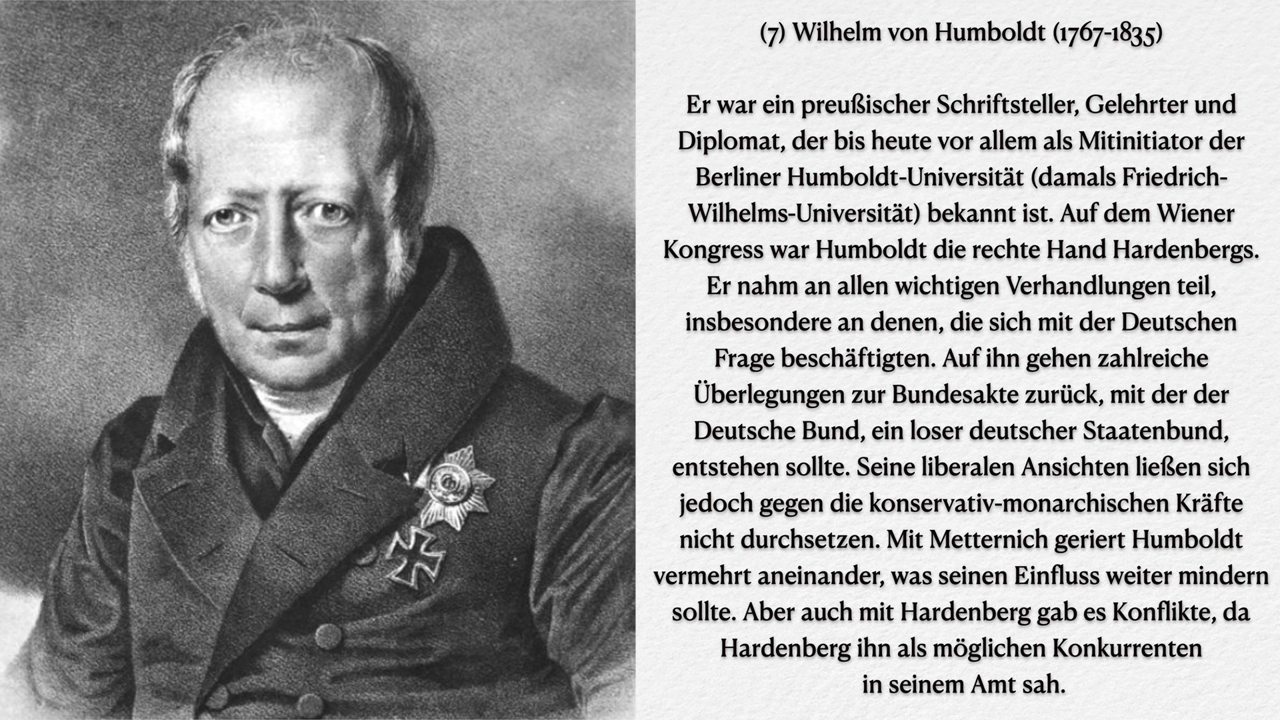 (7) Wilhelm von Humboldt (1767-1835)
Er war ein preußischer Schriftsteller, Gelehrter und
Diplomat, der bis heute vor allem als Mitinitiator der
Berliner Humboldt-Universität (damals Friedrich-
Wilhelms-Universität) bekannt ist. Auf dem Wiener
Kongress war Humboldt die rechte Hand Hardenbergs.
Er nahm an allen wichtigen Verhandlungen teil,
insbesondere an denen, die sich mit der Deutschen
Frage beschäftigten. Auf ihn gehen zahlreiche
Überlegungen zur Bundesakte zurück, mit der der
Deutsche Bund, ein loser deutscher Staatenbund,
entstehen sollte. Seine liberalen Ansichten ließen sich
jedoch gegen die konservativ-monarchischen Kräfte
nicht durchsetzen. Mit Metternich geriert Humboldt
vermehrt aneinander, was seinen Einfluss weiter mindern
sollte. Aber auch mit Hardenberg gab es Konflikte, da
Hardenberg ihn als möglichen Konkurrenten
in seinem Amt sah.